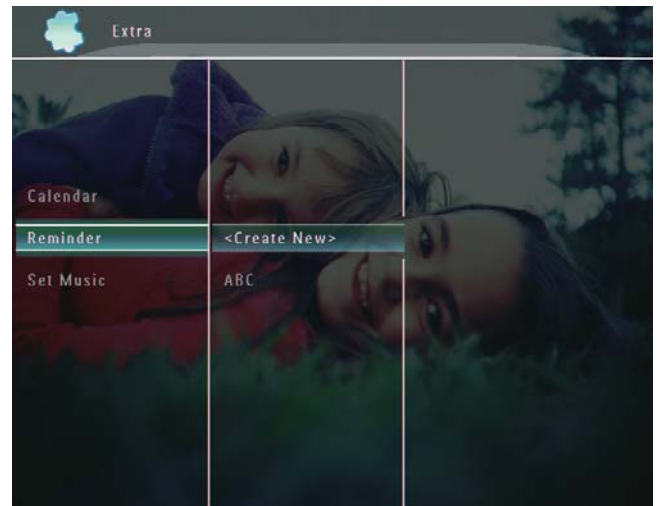 Extra
Calendar
Reminder
<Create New>
Set Music
ABC